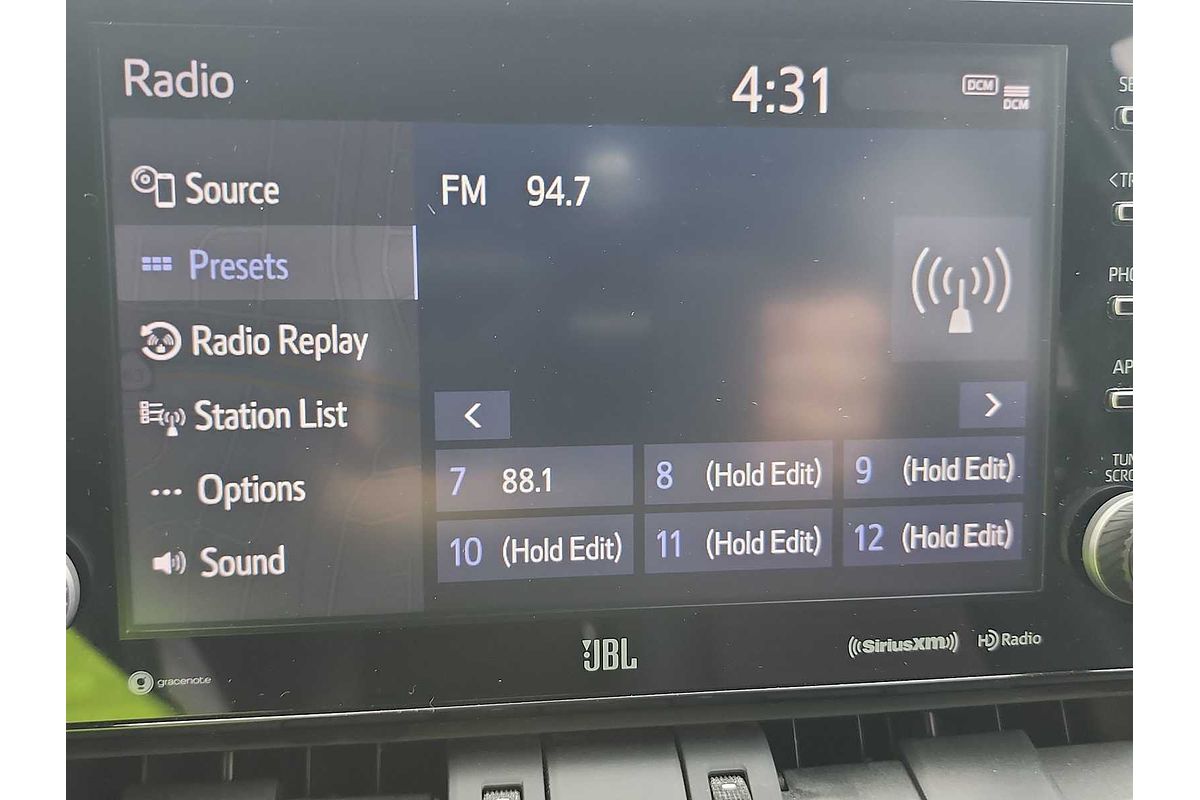 Radio
4:31
DCM
DCM
Source
Presets
Radio Replay
Station List
Options
Sound
FM 94.7
<
>
7 88.1
8 (Hold Edit)
9 (Hold Edit)
10 (Hold Edit)
11 (Hold Edit)
12 (Hold Edit)
JBL
((SiriusXM))
HD Radio
gracenote